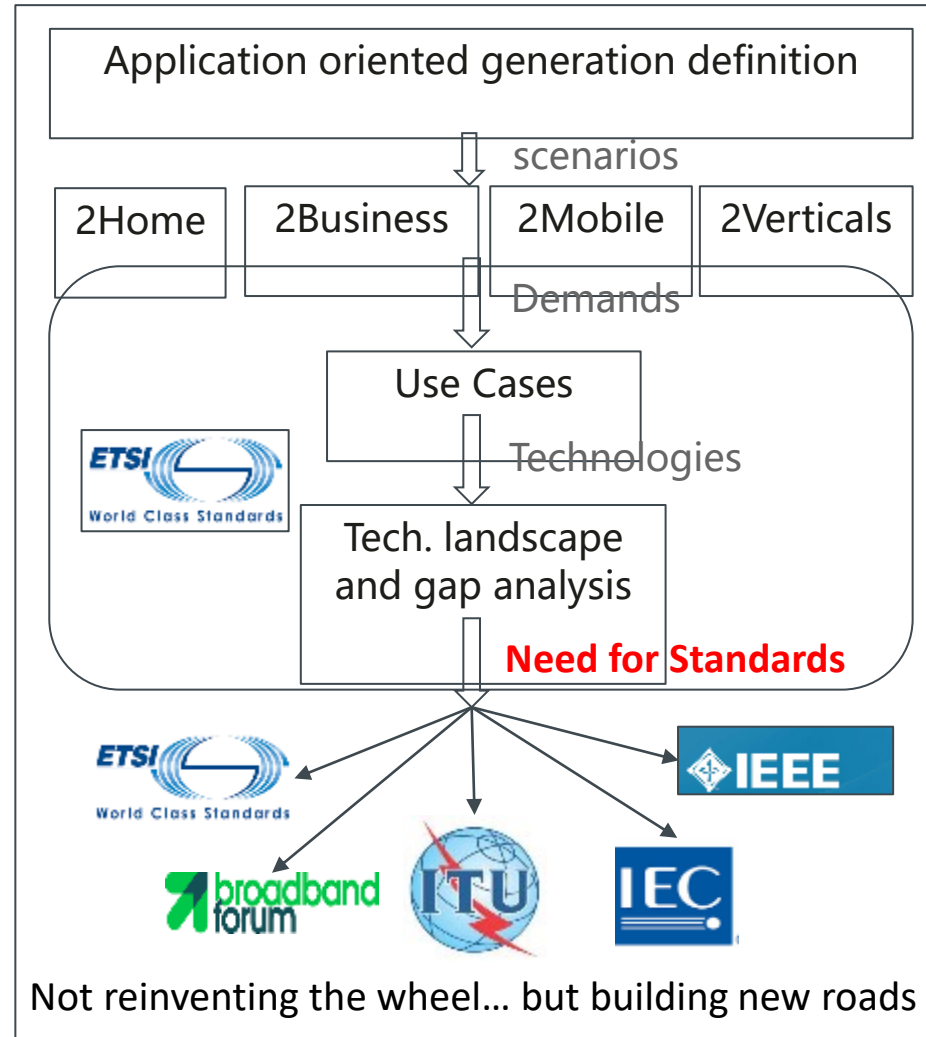 Application oriented generation definition
scenarios
2Home
2Business
2Mobile
2Verticals
Demands
Use Cases
ETSI
World Class Standards
Technologies
Tech. landscape
and gap analysis
Need for Standards
ETSI
World Class Standards
IEEE
broadband
forum
ITU
IEC
Not reinventing the wheel… but building new roads